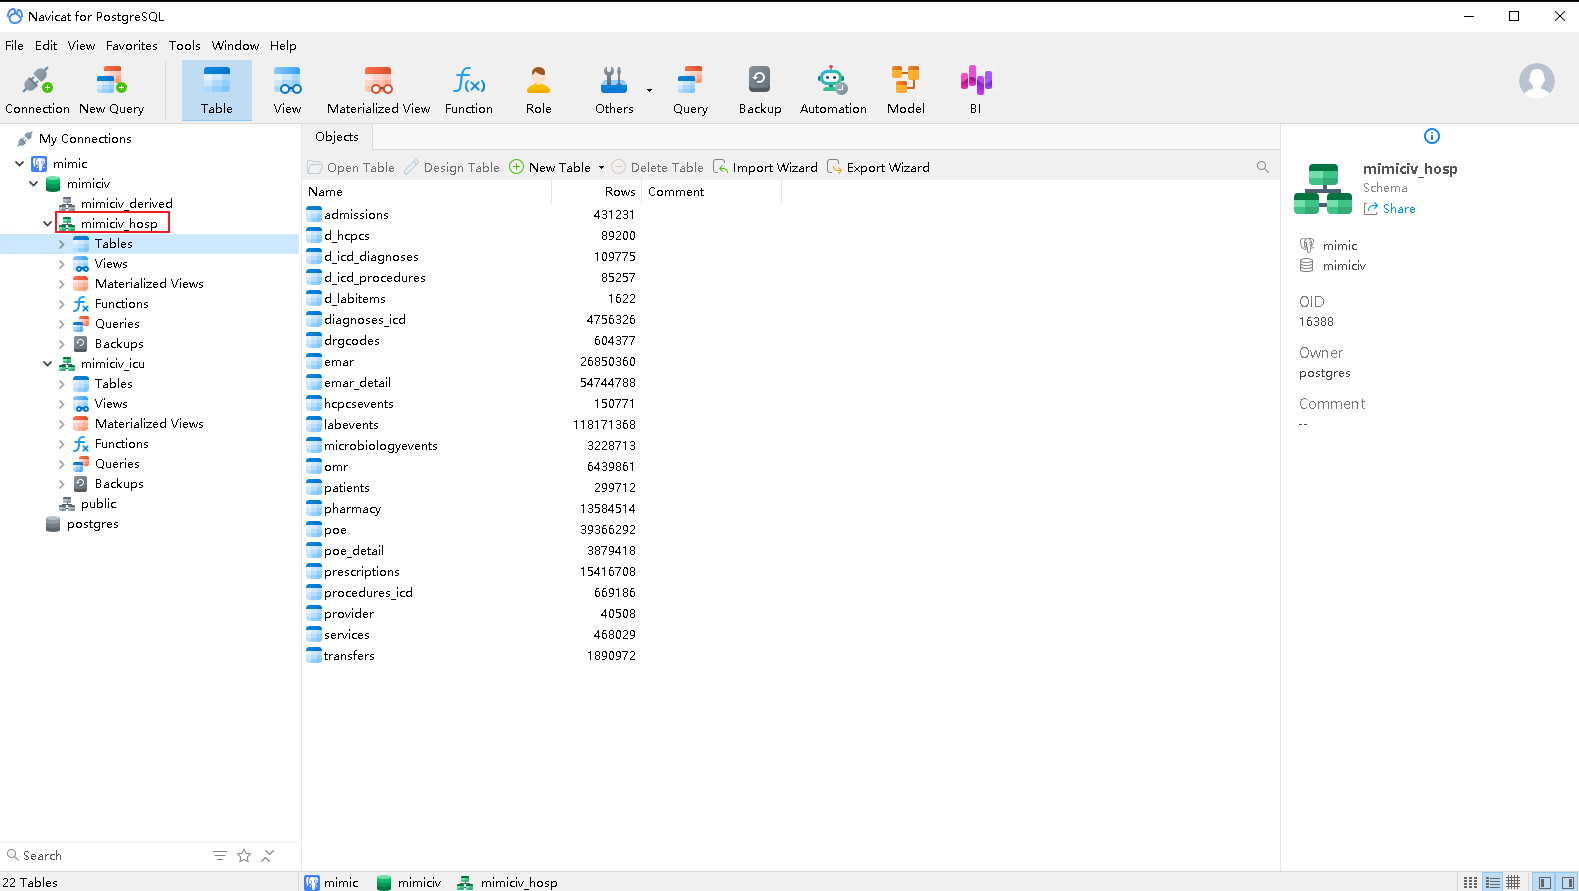 Navicat for PostgreSQL
File Edit View Favorites Tools Window Help
Connection New Query Table View Materialized View Function Role Others Query Backup Automation Model BI
My Connections
mimic
mimiciv
mimiciv_derived
mimiciv_hosp
Tables
Views
Materialized Views
Functions
Queries
Backups
mimiciv_icu
Tables
Views
Materialized Views
Functions
Queries
Backups
public
postgres
Search
22 Tables
Objects
Open Table Design Table New Table Delete Table Import Wizard Export Wizard
Name Rows Comment
admissions 431231
d_hcpcs 89200
d_icd_diagnoses 109775
d_icd_procedures 85257
d_labitems 1622
diagnoses_icd 4756326
drgcodes 604377
emar 26850360
emar_detail 54744788
hcpcsevents 150771
labevents 118171368
microbiologyevents 3228713
omr 6439861
patients 299712
pharmacy 13584514
poe 39366292
poe_detail 3879418
prescriptions 15416708
procedures_icd 669186
provider 40508
services 468029
transfers 1890972
mimic mimiciv mimiciv_hosp
mimiciv_hosp
Schema
Share
mimic
mimiciv
OID
16388
Owner
postgres
Comment
--